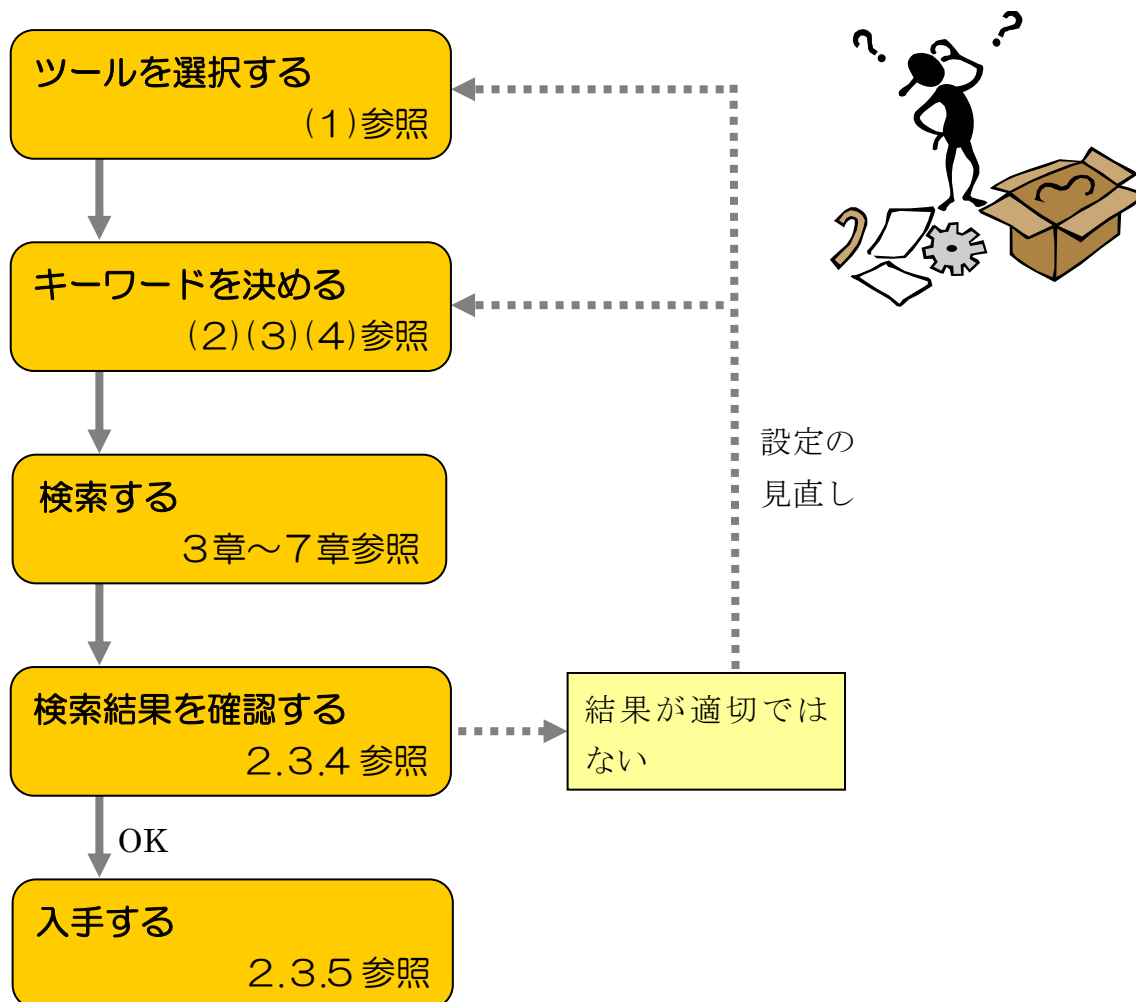 ツールを選択する
(1)参照
キーワードを決める
(2)(3)(4)参照
設定の
見直し
検索する
3章～7章参照
検索結果を確認する
2.3.4 参照
結果が適切では
ない
OK
入手する
2.3.5 参照
? ?